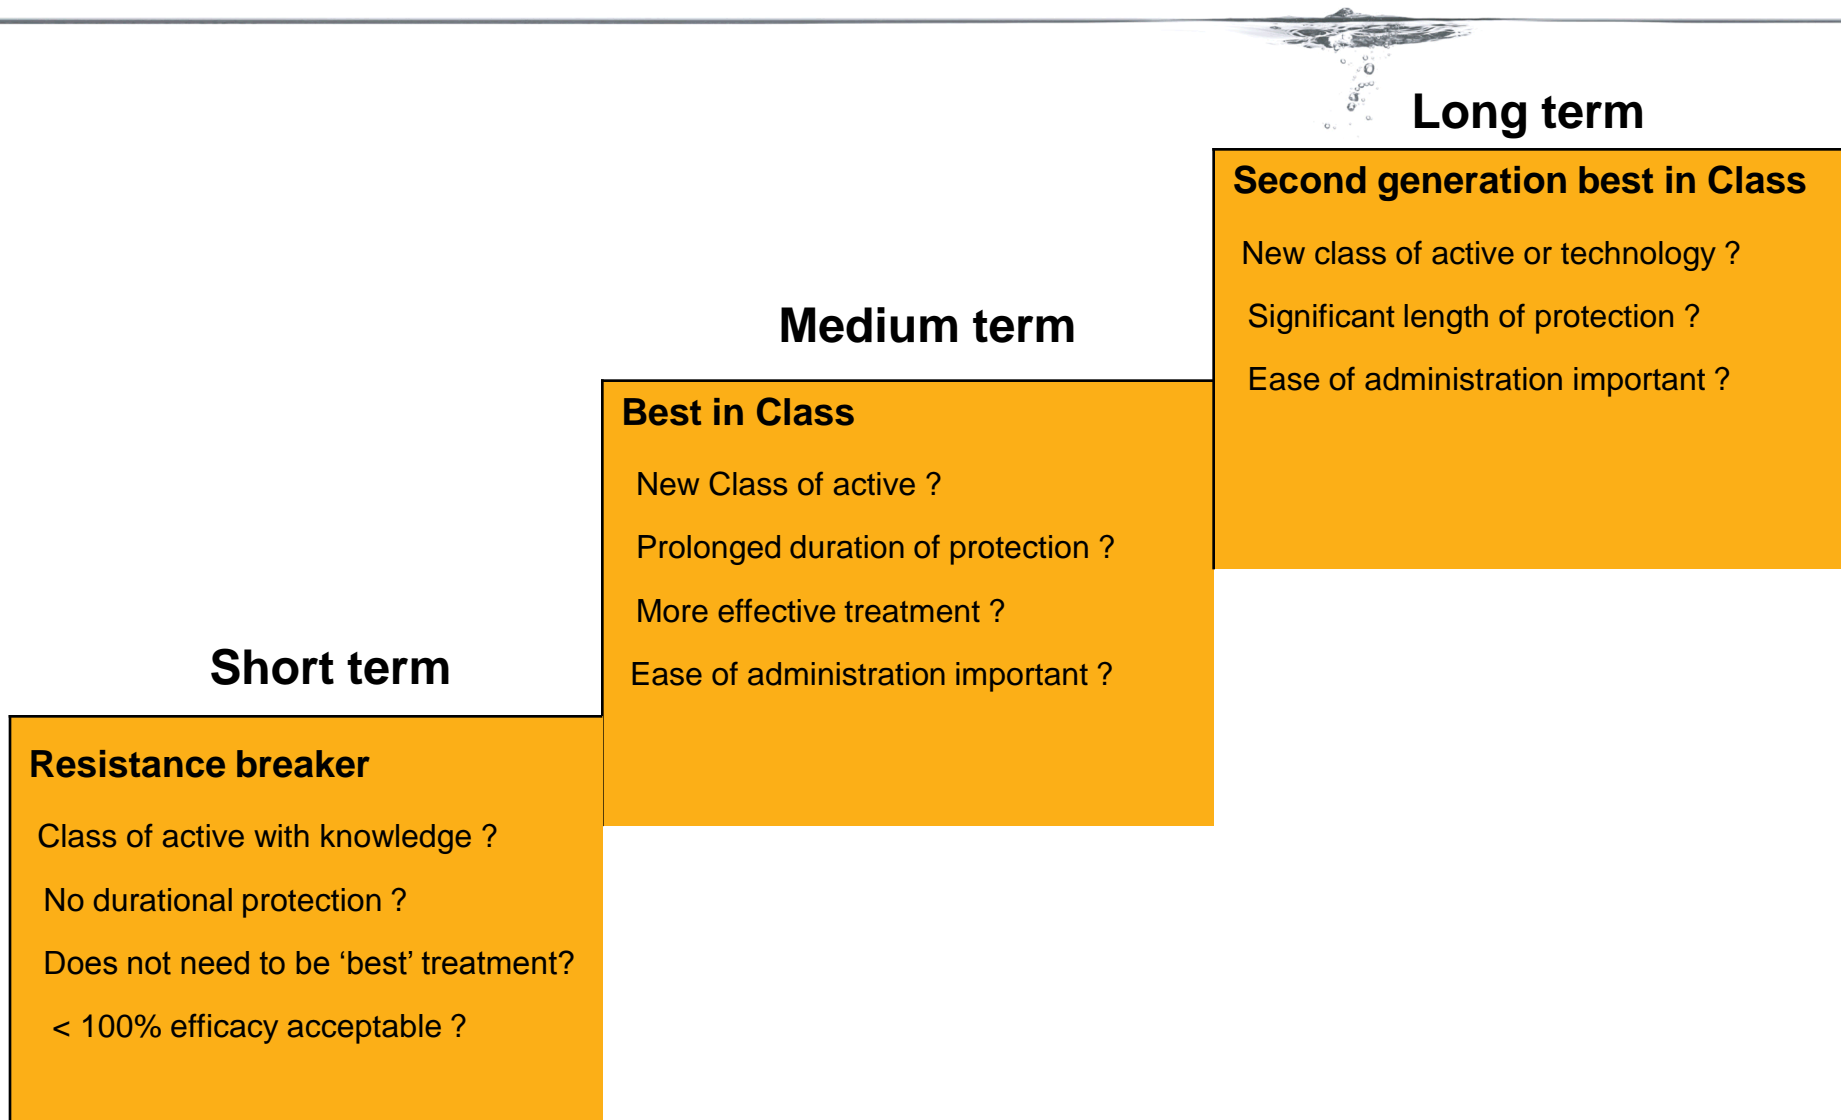 Short term
Resistance breaker
Class of active with knowledge ?
No durational protection ?
Does not need to be ‘best’ treatment?
< 100% efficacy acceptable ?
Medium term
Best in Class
New Class of active ?
Prolonged duration of protection ?
More effective treatment ?
Ease of administration important ?
Long term
Second generation best in Class
New class of active or technology ?
Significant length of protection ?
Ease of administration important ?